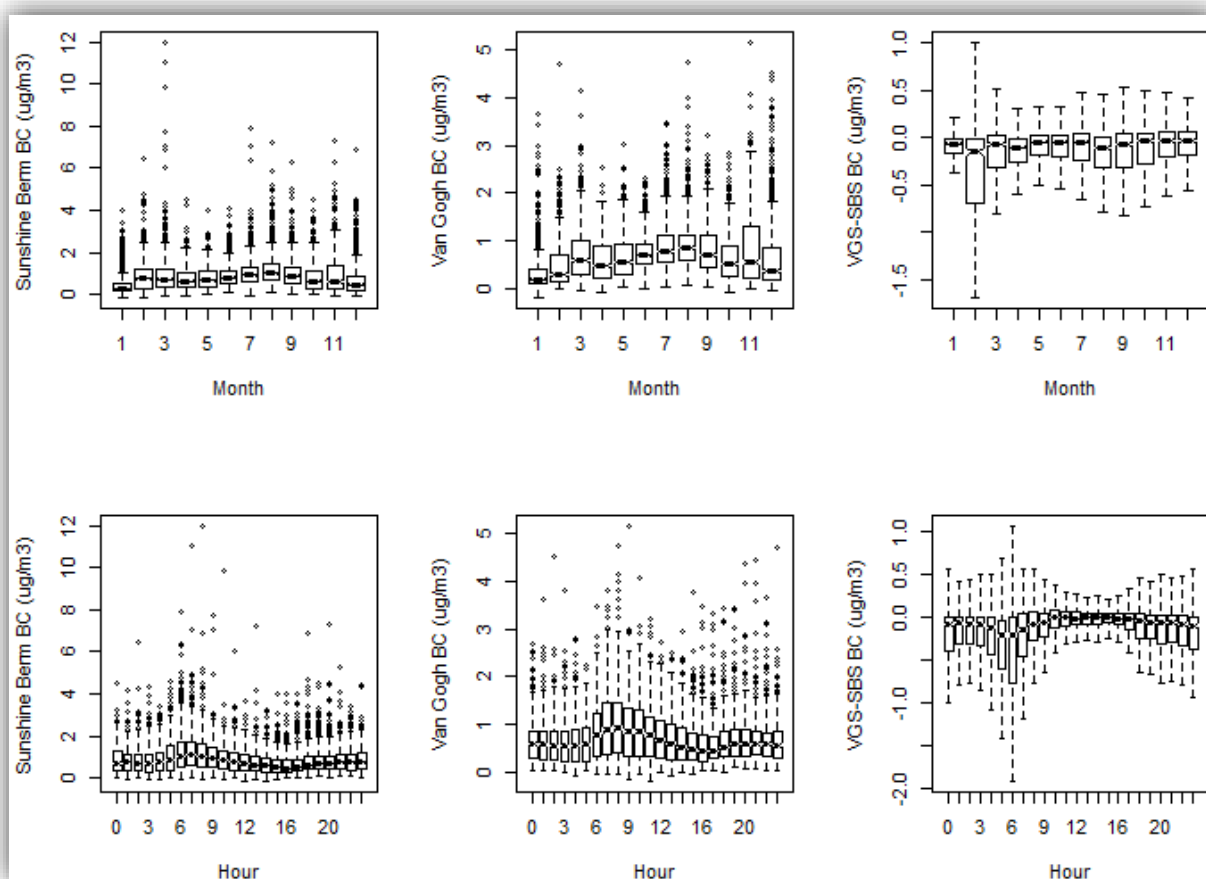 Sunshine Berm BC (ug/m3)
0 2 4 6 8 10 12
1 3 5 7 9 11
Month
Van Gogh BC (ug/m3)
0 1 2 3 4 5
1 3 5 7 9 11
Month
VGS-SBS BC (ug/m3)
-1.5 -0.5 0.0 0.5 1.0
1 3 5 7 9 11
Month
Sunshine Berm BC (ug/m3)
0 2 4 6 8 10 12
0 3 6 9 12 16 20
Hour
Van Gogh BC (ug/m3)
0 1 2 3 4 5
0 3 6 9 12 16 20
Hour
VGS-SBS BC (ug/m3)
-2.0 -1.0 0.0 0.5 1.0
0 3 6 9 12 16 20
Hour